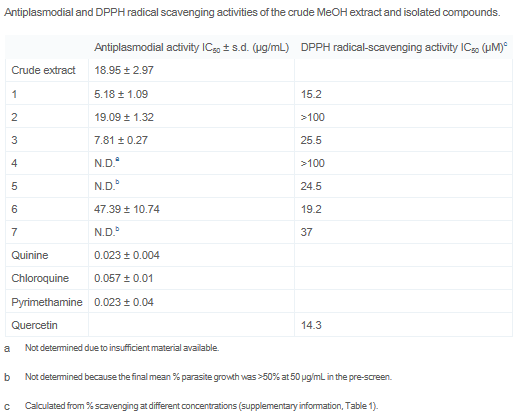 Antiplasmodial and DPPH radical scavenging activities of the crude MeOH extract and isolated compounds.
Antiplasmodial activity IC₅₀ ± s.d. (μg/mL) DPPH radical-scavenging activity IC₅₀ (μM)ᶜ
Crude extract 18.95 ± 2.97
1 5.18 ± 1.09 15.2
2 19.09 ± 1.32 >100
3 7.81 ± 0.27 25.5
4 N.D.ᵃ >100
5 N.D.ᵇ 24.5
6 47.39 ± 10.74 19.2
7 N.D.ᵇ 37
Quinine 0.023 ± 0.004
Chloroquine 0.057 ± 0.01
Pyrimethamine 0.023 ± 0.04
Quercetin 14.3
a Not determined due to insufficient material available.
b Not determined because the final mean % parasite growth was >50% at 50 μg/mL in the pre-screen.
c Calculated from % scavenging at different concentrations (supplementary information, Table 1).